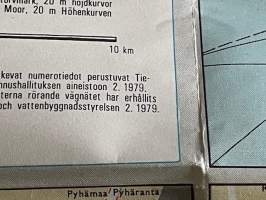 20 m höjdkurvor
Moor, 20 m Höhenkurven
10 km
kevat numerotiedot perustuvat Tie-
nnushallituksen aineistoon 2. 1979.
terna rörande vägnätet har erhållits
och vattenbyggnadsstyrelsen 2. 1979.
Pyhämaa/Pyhäranta